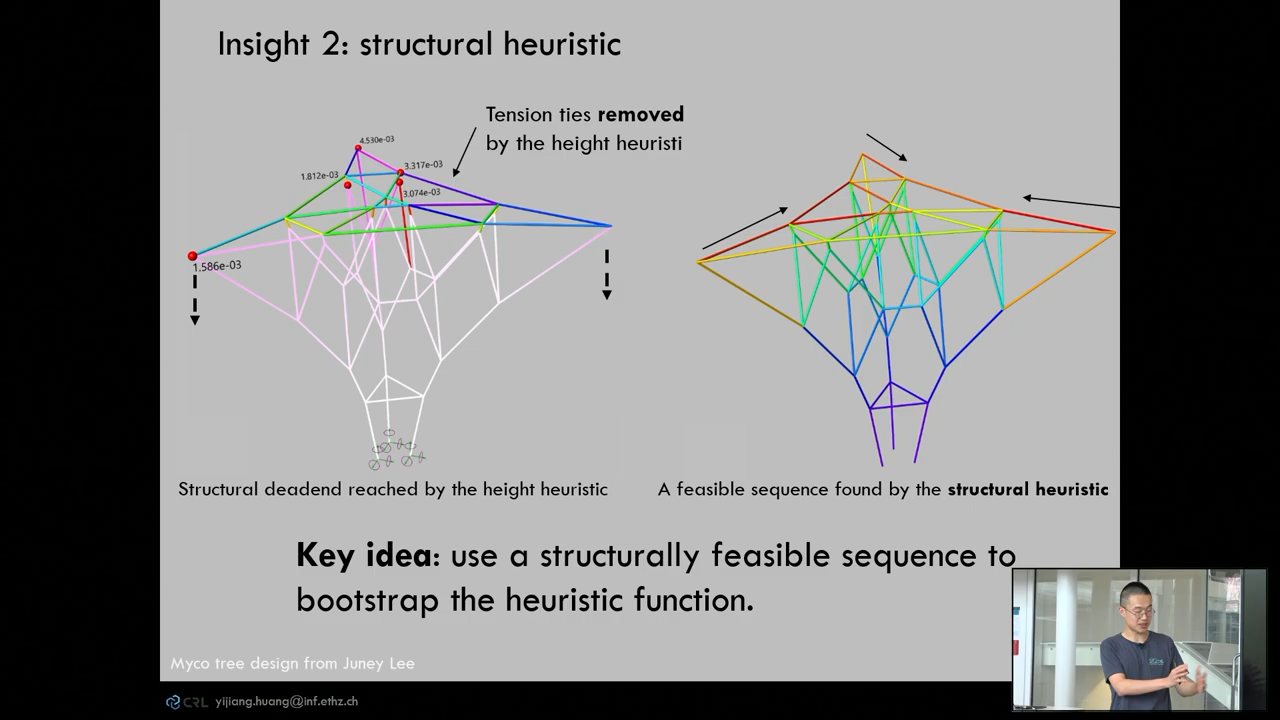 Insight 2: structural heuristic
Tension ties removed
by the height heuristi
4.530e-03
1.812e-03
3.317e-03
3.074e-03
1.586e-03
Structural deadend reached by the height heuristic
A feasible sequence found by the structural heuristic
Key idea: use a structurally feasible sequence to
bootstrap the heuristic function.
Myco tree design from Juney Lee
CRL yijiang.huang@inf.ethz.ch